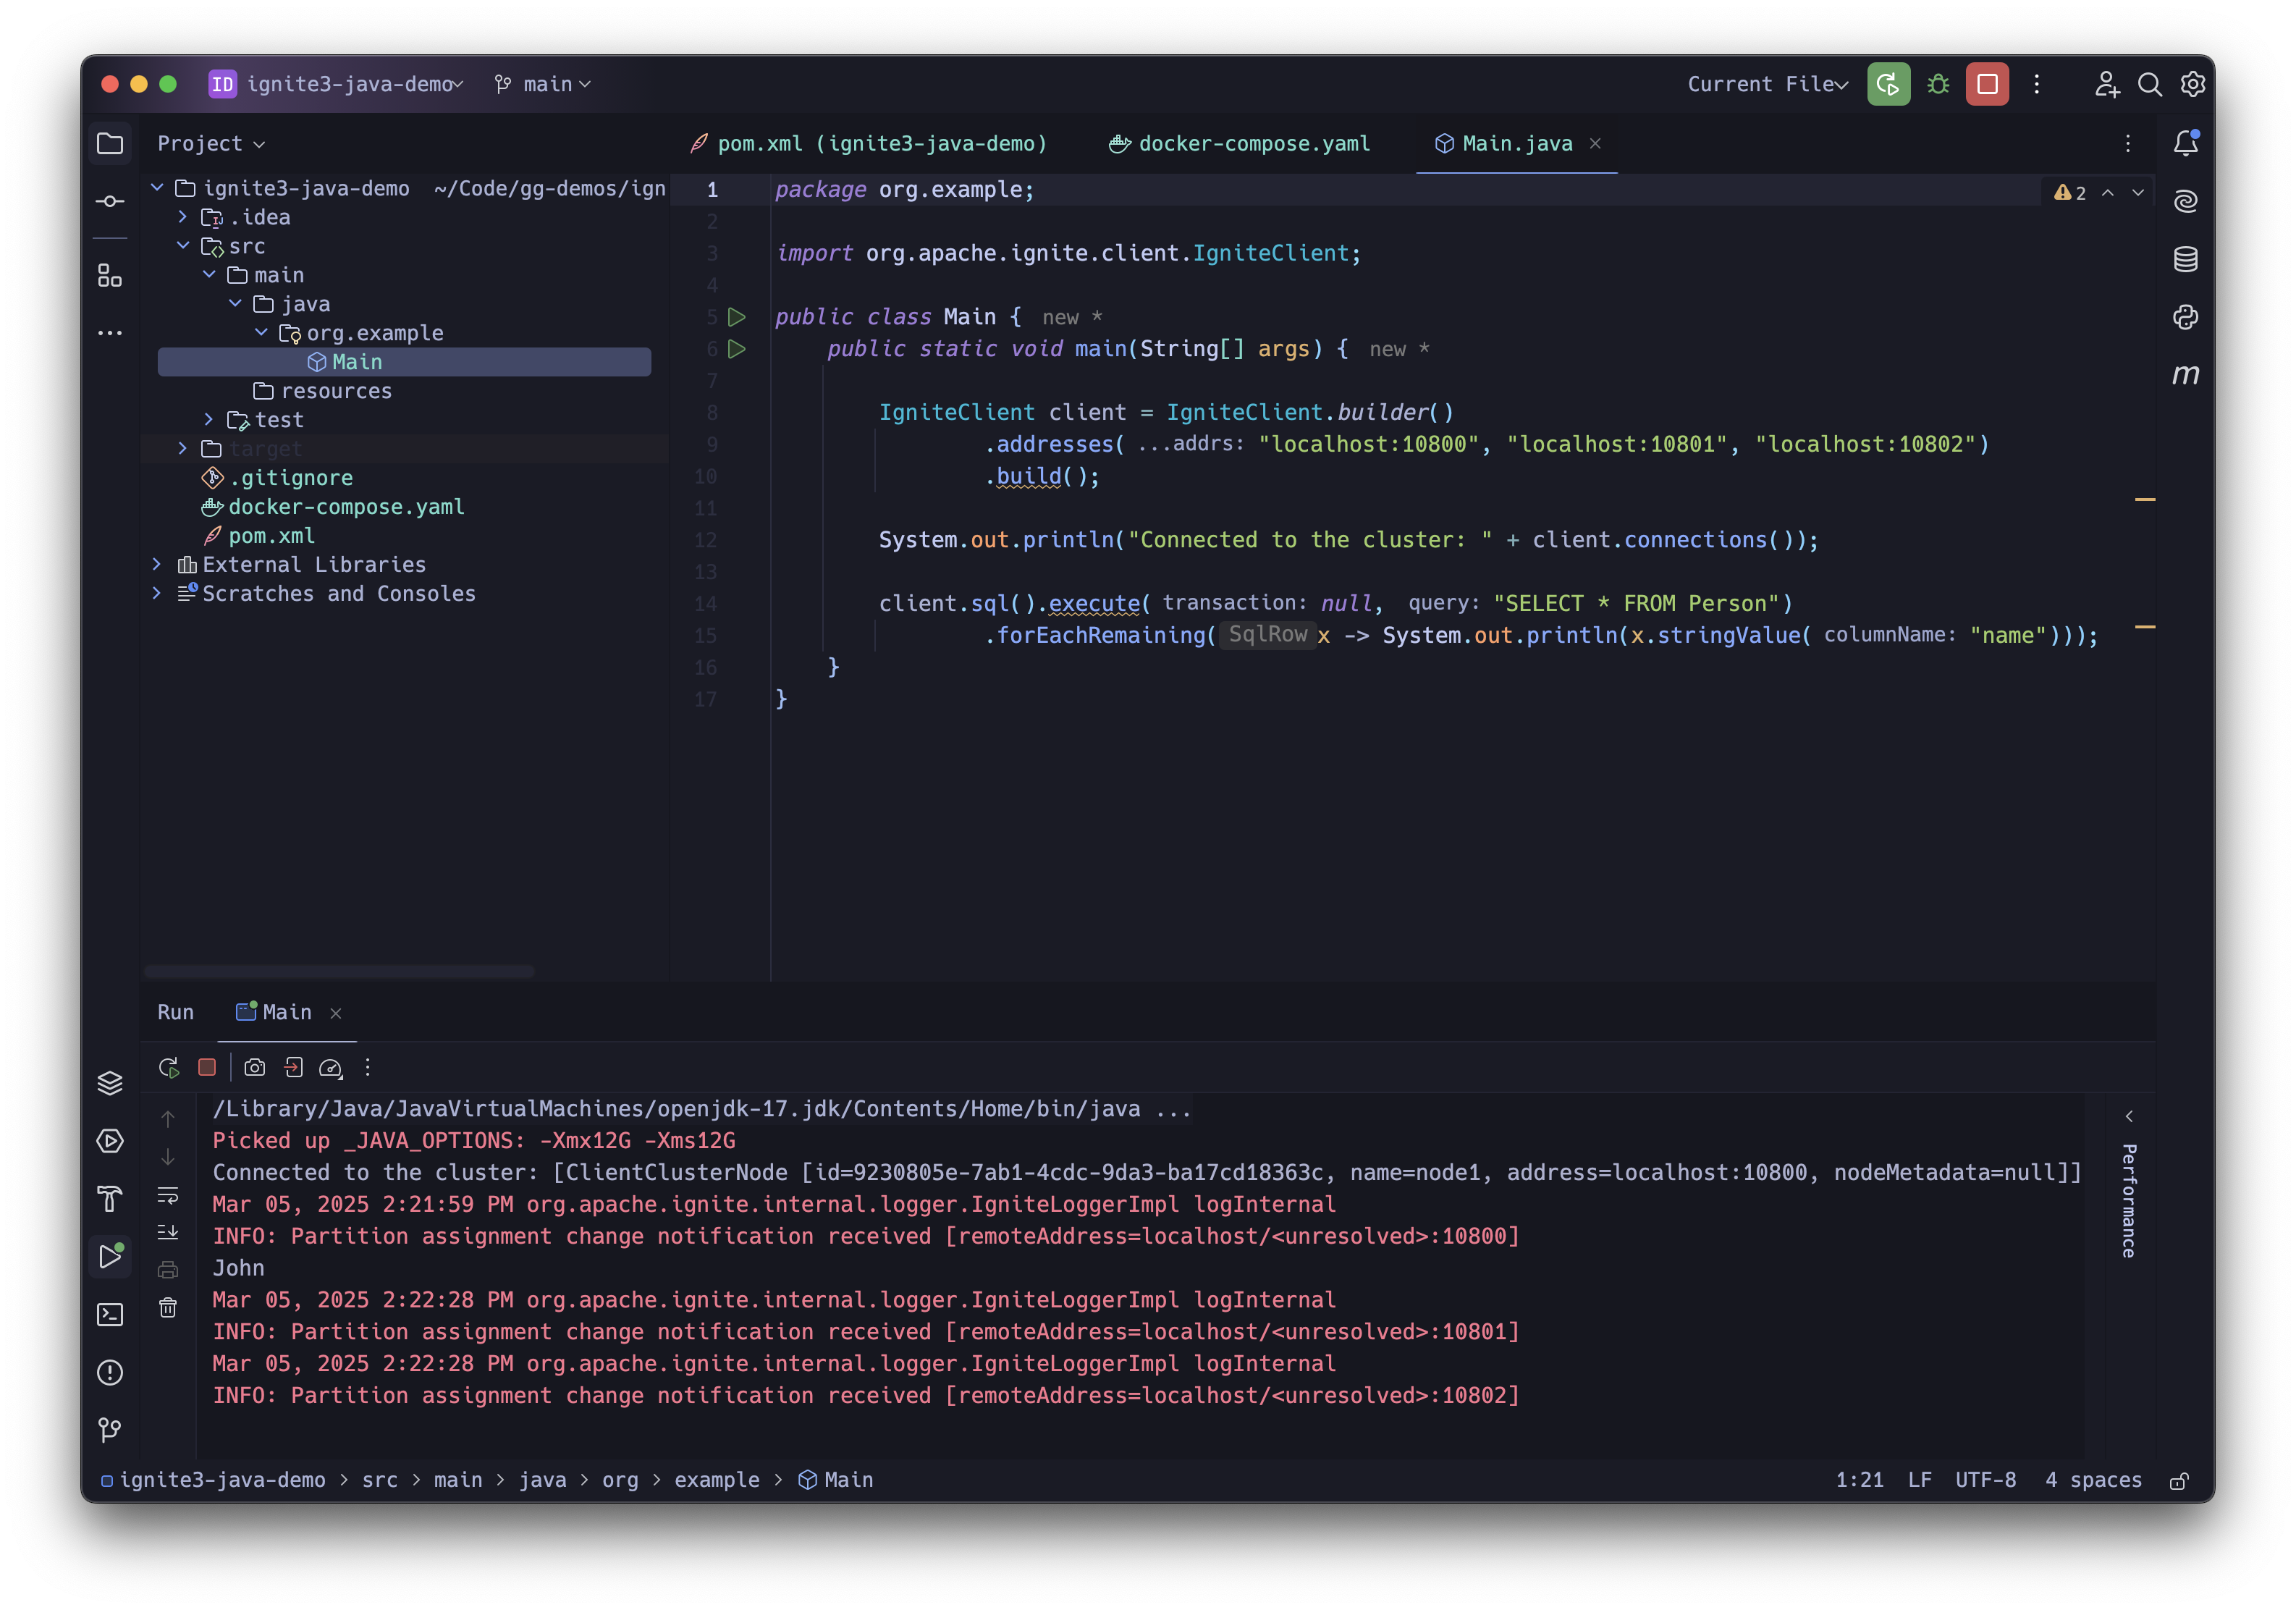 ID ignite3-java-demo main Current File
Project
pom.xml (ignite3-java-demo) docker-compose.yaml Main.java
ignite3-java-demo ~/Code/gg-demos/ign
.idea
src
main
java
org.example
Main
resources
test
target
.gitignore
docker-compose.yaml
pom.xml
External Libraries
Scratches and Consoles
2
1 package org.example;
2
3 import org.apache.ignite.client.IgniteClient;
4
5 public class Main { new *
6 public static void main(String[] args) { new *
7
8 IgniteClient client = IgniteClient.builder()
9 .addresses( ...addrs: "localhost:10800", "localhost:10801", "localhost:10802")
10 .build();
11
12 System.out.println("Connected to the cluster: " + client.connections());
13
14 client.sql().execute( transaction: null, query: "SELECT * FROM Person")
15 .forEachRemaining( SqlRow x -> System.out.println(x.stringValue( columnName: "name")));
16 }
17 }
m
Run Main
/Library/Java/JavaVirtualMachines/openjdk-17.jdk/Contents/Home/bin/java ...
Picked up _JAVA_OPTIONS: -Xmx12G -Xms12G
Connected to the cluster: [ClientClusterNode [id=9230805e-7ab1-4cdc-9da3-ba17cd18363c, name=node1, address=localhost:10800, nodeMetadata=null]]
Mar 05, 2025 2:21:59 PM org.apache.ignite.internal.logger.IgniteLoggerImpl logInternal
INFO: Partition assignment change notification received [remoteAddress=localhost/<unresolved>:10800]
John
Mar 05, 2025 2:22:28 PM org.apache.ignite.internal.logger.IgniteLoggerImpl logInternal
INFO: Partition assignment change notification received [remoteAddress=localhost/<unresolved>:10801]
Mar 05, 2025 2:22:28 PM org.apache.ignite.internal.logger.IgniteLoggerImpl logInternal
INFO: Partition assignment change notification received [remoteAddress=localhost/<unresolved>:10802]
Performance
ignite3-java-demo > src > main > java > org > example > Main 1:21 LF UTF-8 4 spaces